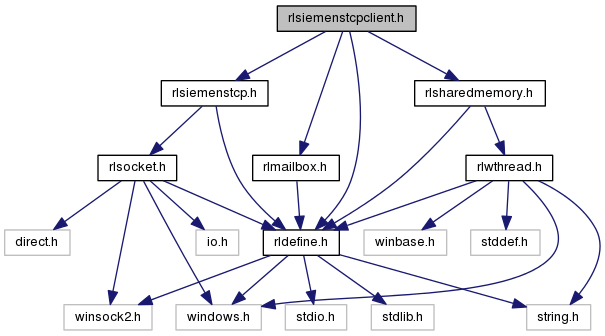 rlsiemenstcpclient.h
rlsiemenstcp.h
rlsharedmemory.h
rlsocket.h
rlmailbox.h
rlwthread.h
direct.h
io.h
rldefine.h
winbase.h
stddef.h
winsock2.h
windows.h
stdio.h
stdlib.h
string.h